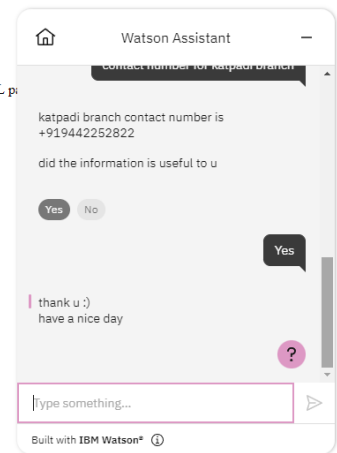 Watson Assistant
contact number for katpadi branch
L pa
katpadi branch contact number is
+919442252822
did the information is useful to u
Yes
No
Yes
thank u :)
have a nice day
?
Type something...
Built with IBM Watson®